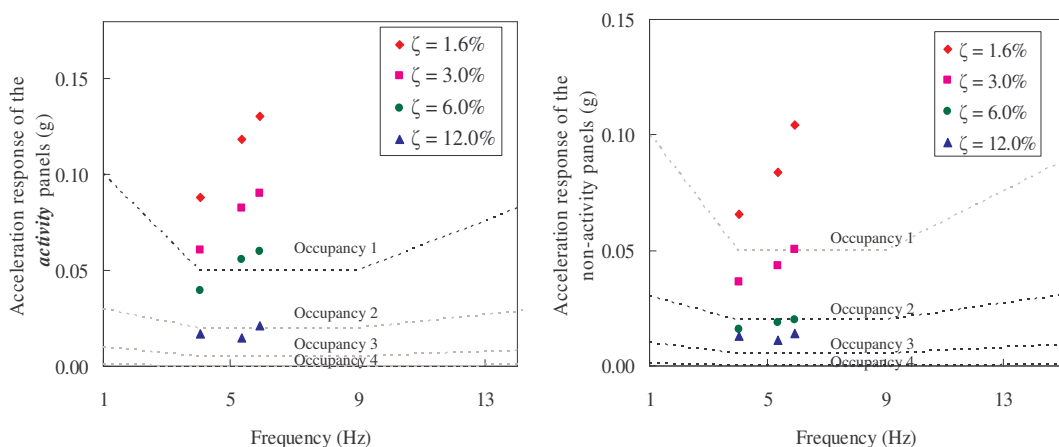 Acceleration response of the
activity panels (g)
0.15
0.10
0.05
0.00
ζ = 1.6%
ζ = 3.0%
ζ = 6.0%
ζ = 12.0%
Occupancy 1
Occupancy 2
Occupancy 3
Occupancy 4
1 5 9 13
Frequency (Hz)
Acceleration response of the
non-activity panels (g)
0.15
0.10
0.05
0.00
ζ = 1.6%
ζ = 3.0%
ζ = 6.0%
ζ = 12.0%
Occupancy 1
Occupancy 2
Occupancy 3
Occupancy 4
1 5 9 13
Frequency (Hz)